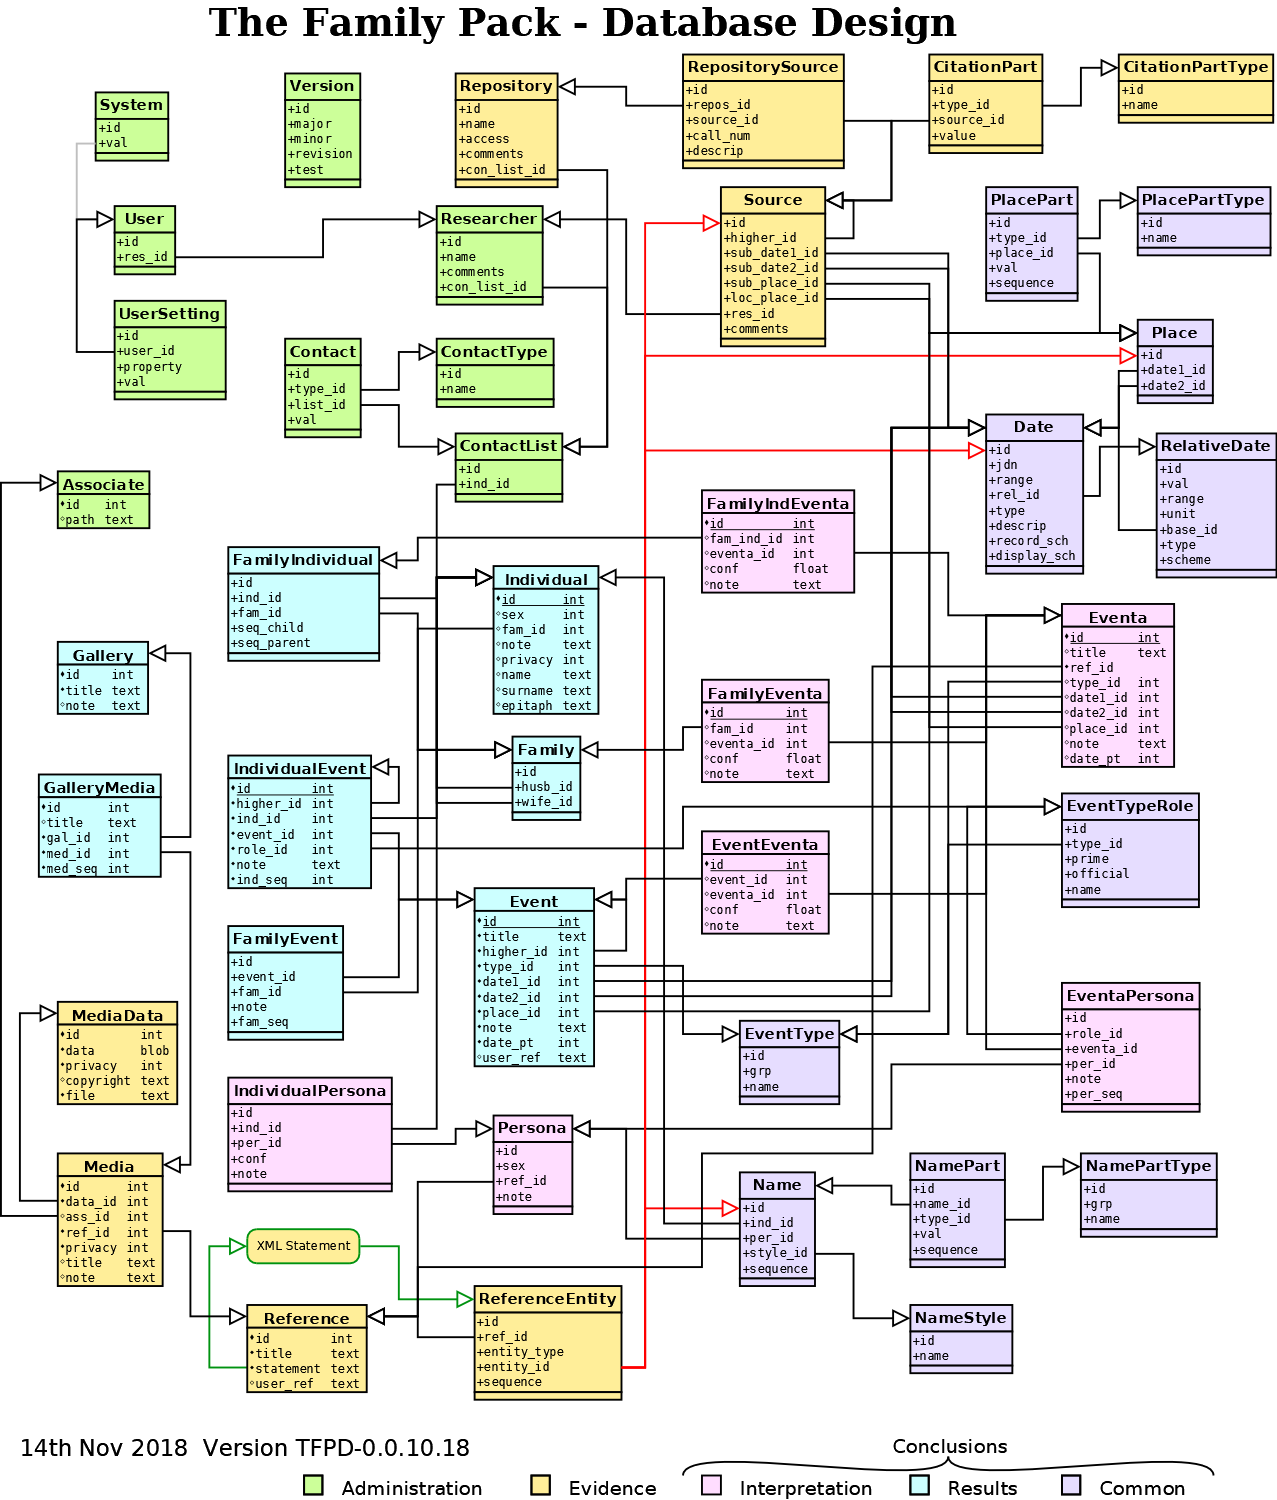 The Family Pack - Database Design
System
+id
+val
Version
+id
+major
+minor
+revision
+test
Repository
+id
+name
+access
+comments
+con_list_id
RepositorySource
+id
+repos_id
+source_id
+call_num
+descrip
CitationPart
+id
+type_id
+source_id
+value
CitationPartType
+id
+name
User
+id
+res_id
Researcher
+id
+name
+comments
+con_list_id
Source
+id
+higher_id
+sub_date1_id
+sub_date2_id
+sub_place_id
+loc_place_id
+res_id
+comments
PlacePart
+id
+type_id
+place_id
+val
+sequence
PlacePartType
+id
+name
UserSetting
+id
+user_id
+property
+val
Contact
+id
+type_id
+list_id
+val
ContactType
+id
+name
Place
+id
+date1_id
+date2_id
ContactList
+id
+ind_id
Date
+id
+jdn
+range
+rel_id
+type
+descrip
+record_sch
+display_sch
RelativeDate
+id
+val
+range
+unit
+base_id
+type
+scheme
Associate
id int
path text
FamilyIndEventa
id int
fam_ind_id int
eventa_id int
conf float
note text
FamilyIndividual
+id
+ind_id
+fam_id
+seq_child
+seq_parent
Individual
id int
sex int
fam_id int
note text
privacy int
name text
surname text
epitaph text
Eventa
id int
title text
ref_id
type_id int
date1_id int
date2_id int
place_id int
note text
date_pt int
Gallery
id int
title text
note text
FamilyEventa
id int
fam_id int
eventa_id int
conf float
note text
Family
+id
+husb_id
+wife_id
IndividualEvent
id int
higher_id int
ind_id int
event_id int
role_id int
note text
ind_seq int
GalleryMedia
id int
title text
gal_id int
med_id int
med_seq int
EventTypeRole
+id
+type_id
+prime
+official
+name
EventEventa
id int
event_id int
eventa_id int
conf float
note text
Event
id int
title text
higher_id int
type_id int
date1_id int
date2_id int
place_id int
note text
date_pt int
user_ref text
FamilyEvent
+id
+event_id
+fam_id
+note
+fam_seq
EventaPersona
+id
+role_id
+eventa_id
+per_id
+note
+per_seq
MediaData
id int
data blob
privacy int
copyright text
file text
EventType
+id
+grp
+name
IndividualPersona
+id
+ind_id
+per_id
+conf
+note
Persona
+id
+sex
+ref_id
+note
Media
id int
data_id int
ass_id int
ref_id int
privacy int
title text
note text
Name
+id
+ind_id
+per_id
+style_id
+sequence
NamePart
+id
+name_id
+type_id
+val
+sequence
NamePartType
+id
+grp
+name
XML Statement
ReferenceEntity
+id
+ref_id
+entity_type
+entity_id
+sequence
Reference
id int
title text
statement text
user_ref text
NameStyle
+id
+name
14th Nov 2018 Version TFPD-0.0.10.18
Conclusions
Administration
Evidence
Interpretation
Results
Common